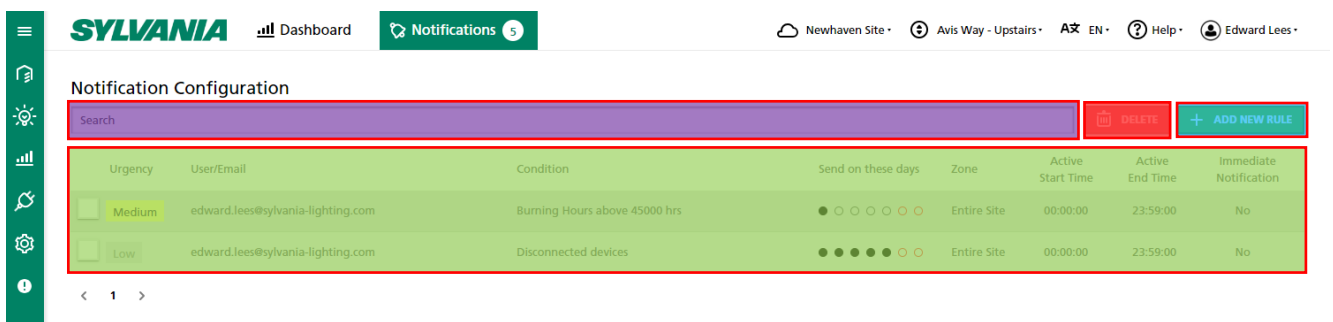 SYLVANIA Dashboard Notifications 5 Newhaven Site Avis Way - Upstairs A文 EN ? Help Edward Lees
Notification Configuration
Search DELETE + ADD NEW RULE
Urgency User/Email Condition Send on these days Zone Active Start Time Active End Time Immediate Notification
Medium edward.lees@sylvania-lighting.com Burning Hours above 45000 hrs Entire Site 00:00:00 23:59:00 No
Low edward.lees@sylvania-lighting.com Disconnected devices Entire Site 00:00:00 23:59:00 No
< 1 >